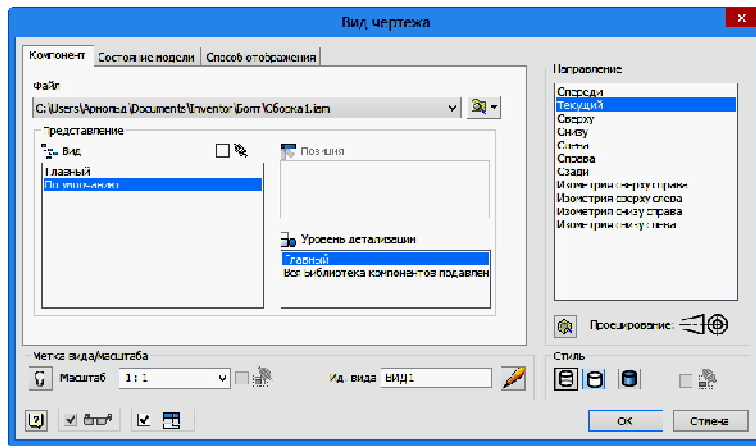 Вид чертежа
Компонент Состояние модели Способ отображения
Файл
C:\Users\Арнольд\Documents\Inventor\Болт\Сборка1.iam
Представление
Вид
Главный
По умолчанию
Позиция
Уровень детализации
Главный
Вся Библиотека компонентов подавлен
Направление
Спереди
Текущий
Сверху
Снизу
Слева
Справа
Сзади
Изометрия сверху справа
Изометрия сверху слева
Изометрия снизу справа
Изометрия снизу слева
Проецирование:
Метка вида/масштаба
Масштаб 1:1
Ид. вида ВИД1
Стиль
ОК Отмена